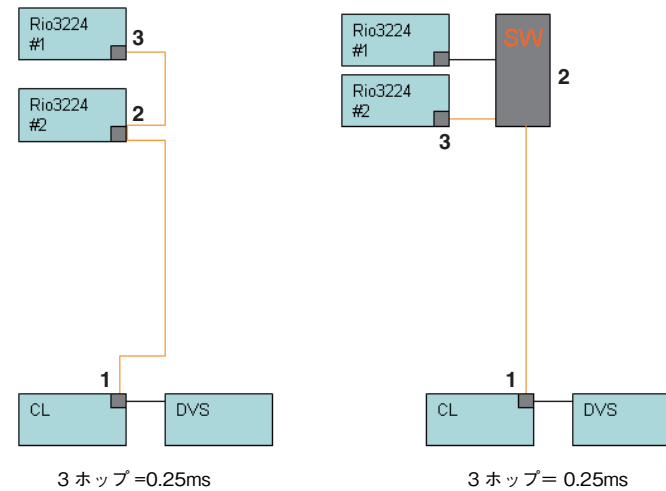 Rio3224
#1
3
Rio3224
#2
2
1
CL
DVS
3 ホップ =0.25ms
Rio3224
#1
SW
2
Rio3224
#2
3
1
CL
DVS
3 ホップ＝ 0.25ms